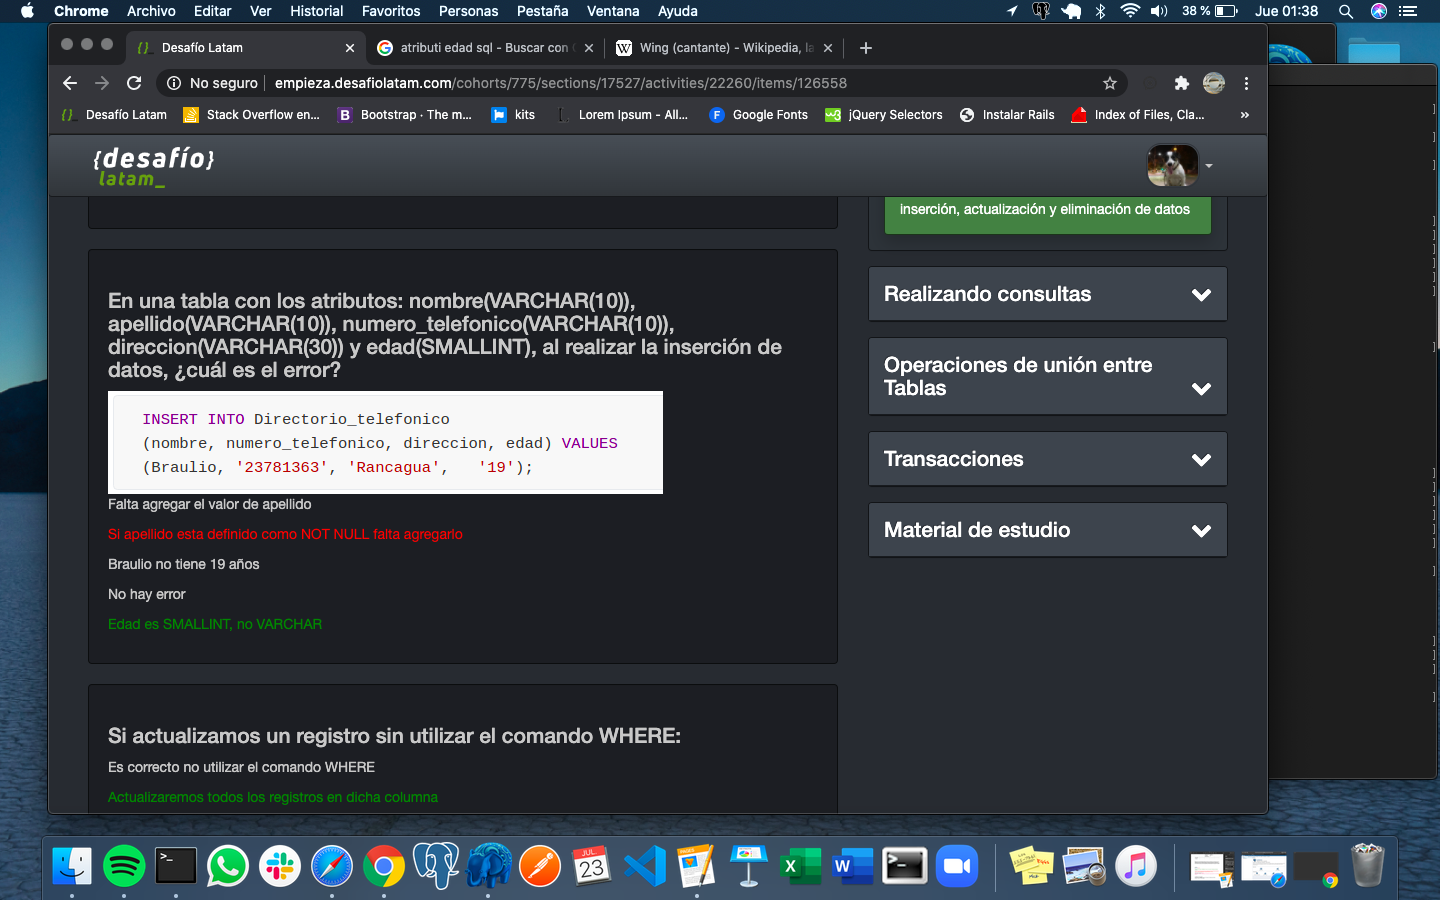 Chrome Archivo Editar Ver Historial Favoritos Personas Pestaña Ventana Ayuda 38 % Jue 01:38
Desafío Latam atributi edad sql - Buscar con Wing (cantante) - Wikipedia, la
No seguro empieza.desafiolatam.com/cohorts/775/sections/17527/activities/22260/items/126558
Desafío Latam Stack Overflow en... Bootstrap · The m... kits Lorem Ipsum - All... Google Fonts jQuery Selectors Instalar Rails Index of Files, Cla... »
{desafío}
latam_
inserción, actualización y eliminación de datos
En una tabla con los atributos: nombre(VARCHAR(10)),
apellido(VARCHAR(10)), numero_telefonico(VARCHAR(10)),
direccion(VARCHAR(30)) y edad(SMALLINT), al realizar la inserción de
datos, ¿cuál es el error?
INSERT INTO Directorio_telefonico
(nombre, numero_telefonico, direccion, edad) VALUES
(Braulio, '23781363', 'Rancagua', '19');
Falta agregar el valor de apellido
Si apellido esta definido como NOT NULL falta agregarlo
Braulio no tiene 19 años
No hay error
Edad es SMALLINT, no VARCHAR
Si actualizamos un registro sin utilizar el comando WHERE:
Es correcto no utilizar el comando WHERE
Actualizaremos todos los registros en dicha columna
Realizando consultas
Operaciones de unión entre
Tablas
Transacciones
Material de estudio
JUL
23